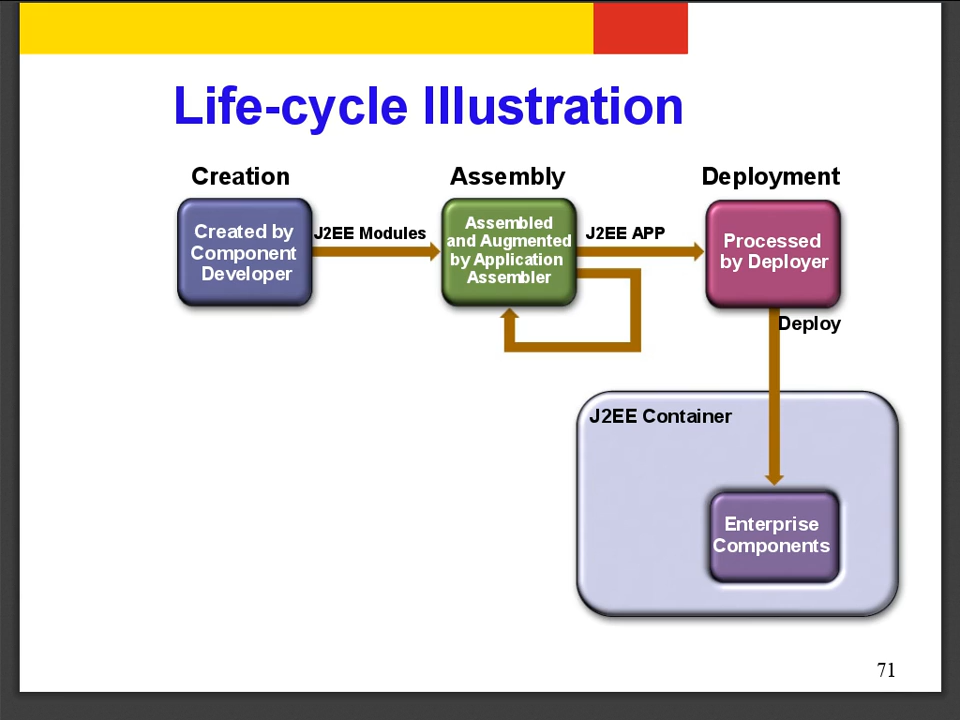 Life-cycle Illustration
Creation
Assembly
Deployment
Created by
Component
Developer
J2EE Modules
Assembled
and Augmented
by Application
Assembler
J2EE APP
Processed
by Deployer
Deploy
J2EE Container
Enterprise
Components
71